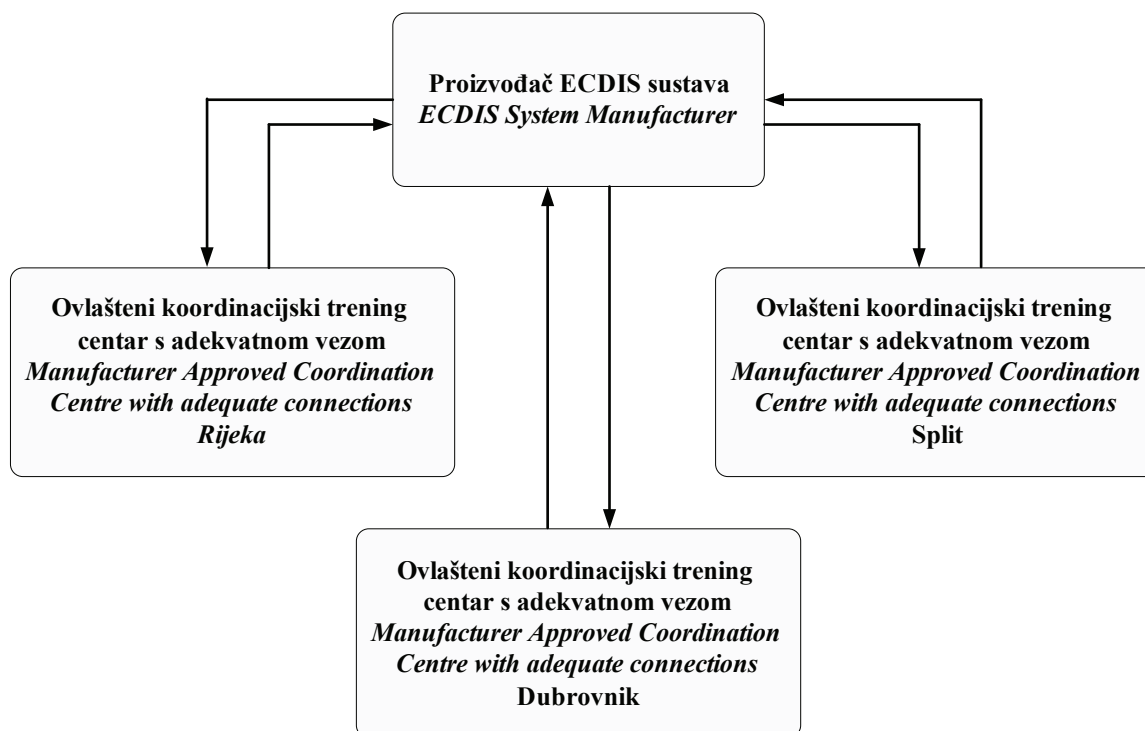 Proizvođač ECDIS sustava
ECDIS System Manufacturer
Ovlašteni koordinacijski trening
centar s adekvatnom vezom
Manufacturer Approved Coordination
Centre with adequate connections
Rijeka
Ovlašteni koordinacijski trening
centar s adekvatnom vezom
Manufacturer Approved Coordination
Centre with adequate connections
Split
Ovlašteni koordinacijski trening
centar s adekvatnom vezom
Manufacturer Approved Coordination
Centre with adequate connections
Dubrovnik